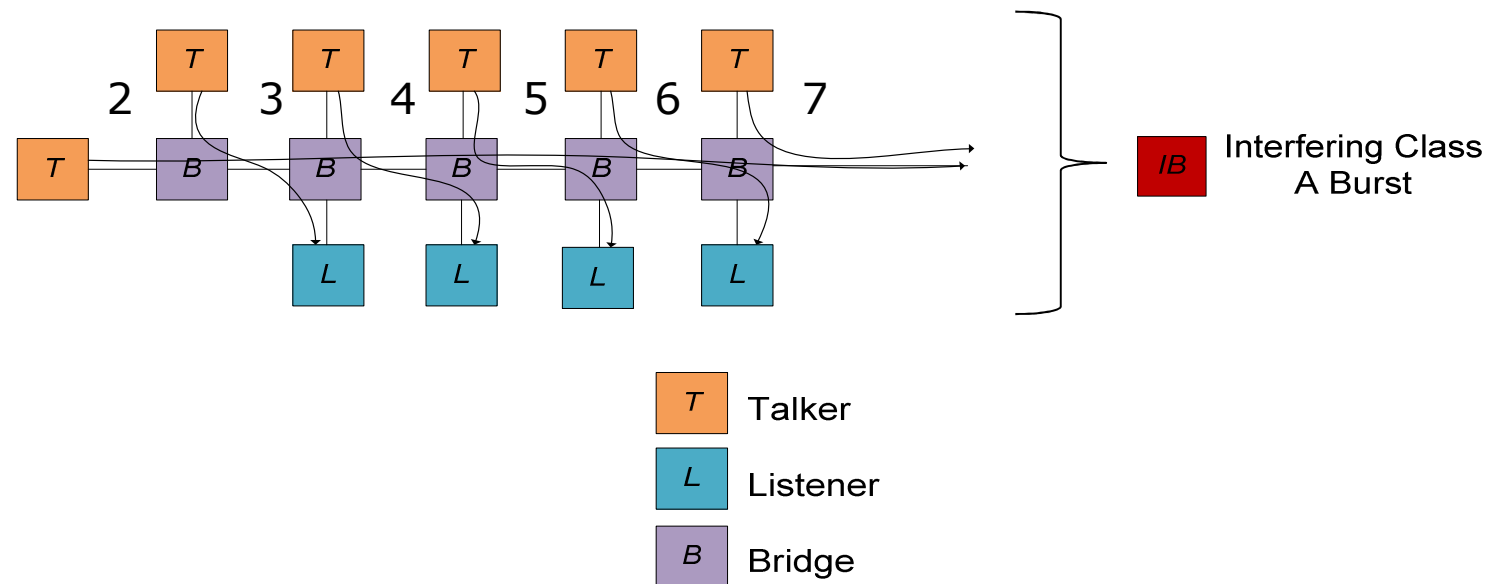 T T T T T
2 3 4 5 6 7
T B B B B B
IB
Interfering Class
A Burst
L L L L
T Talker
L Listener
B Bridge